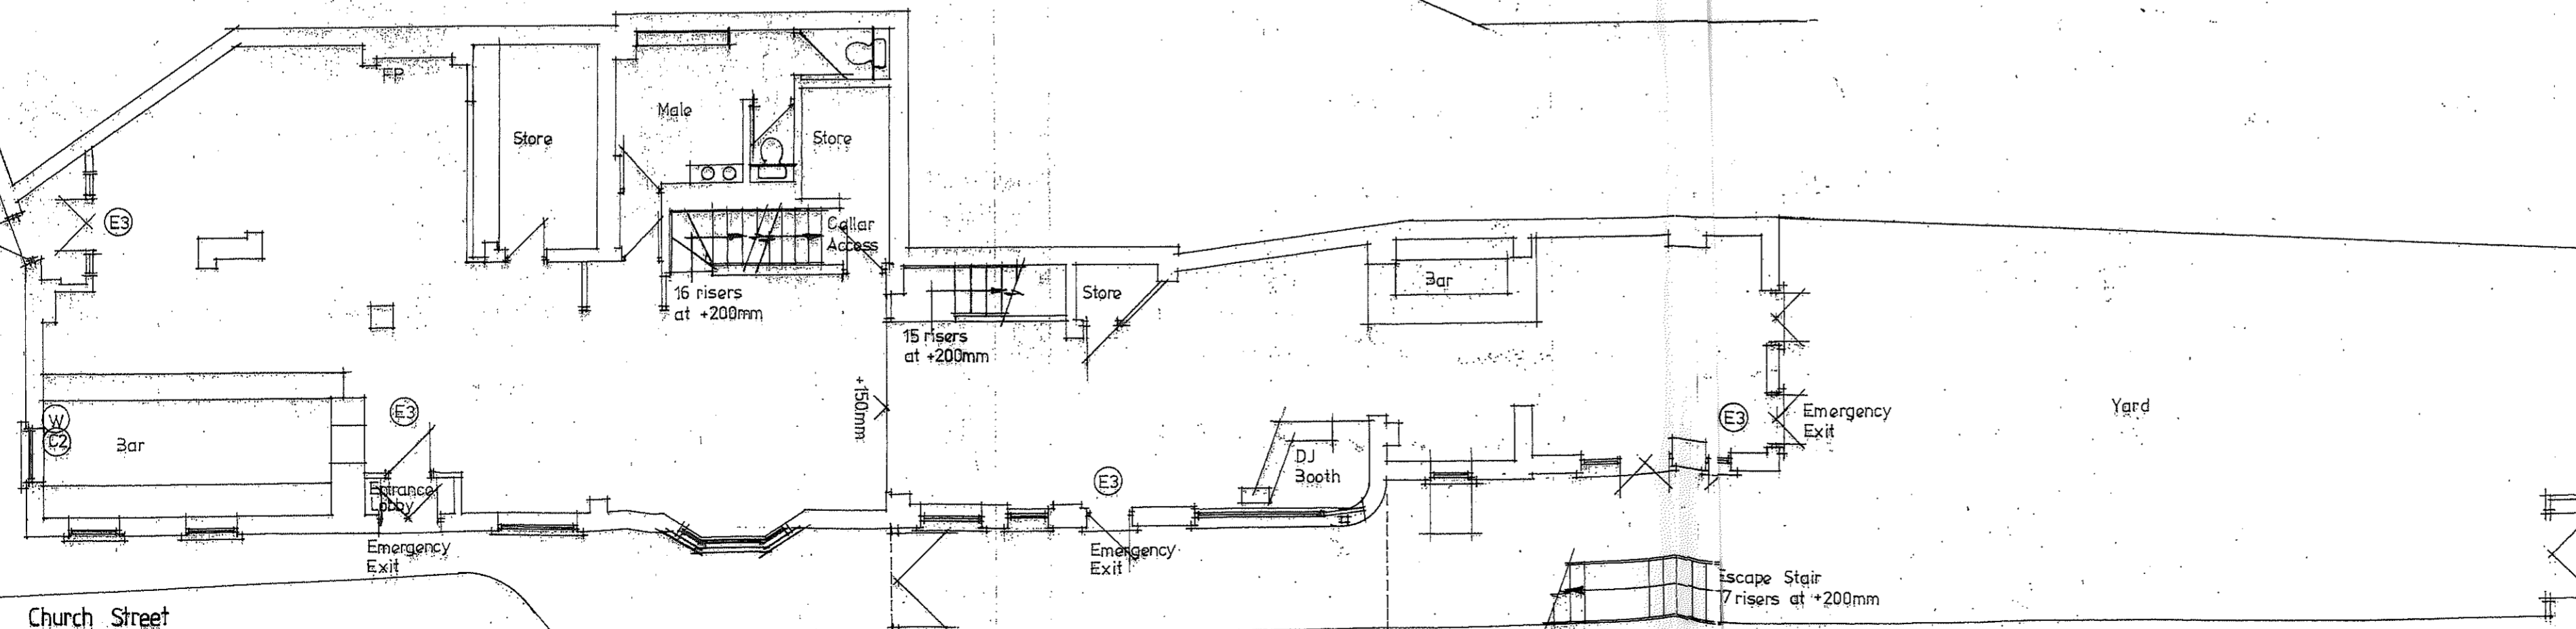 FP
Male
Store
Store
E3
Cellar
Access
16 risers
at +200mm
Store
Bar
15 risers
at +200mm
+150mm
E3
W
C2
Bar
E3
Emergency
Exit
Yard
DJ
Booth
E3
Entrance
Lobby
Emergency
Exit
Emergency
Exit
Escape Stair
7 risers at +200mm
Church Street